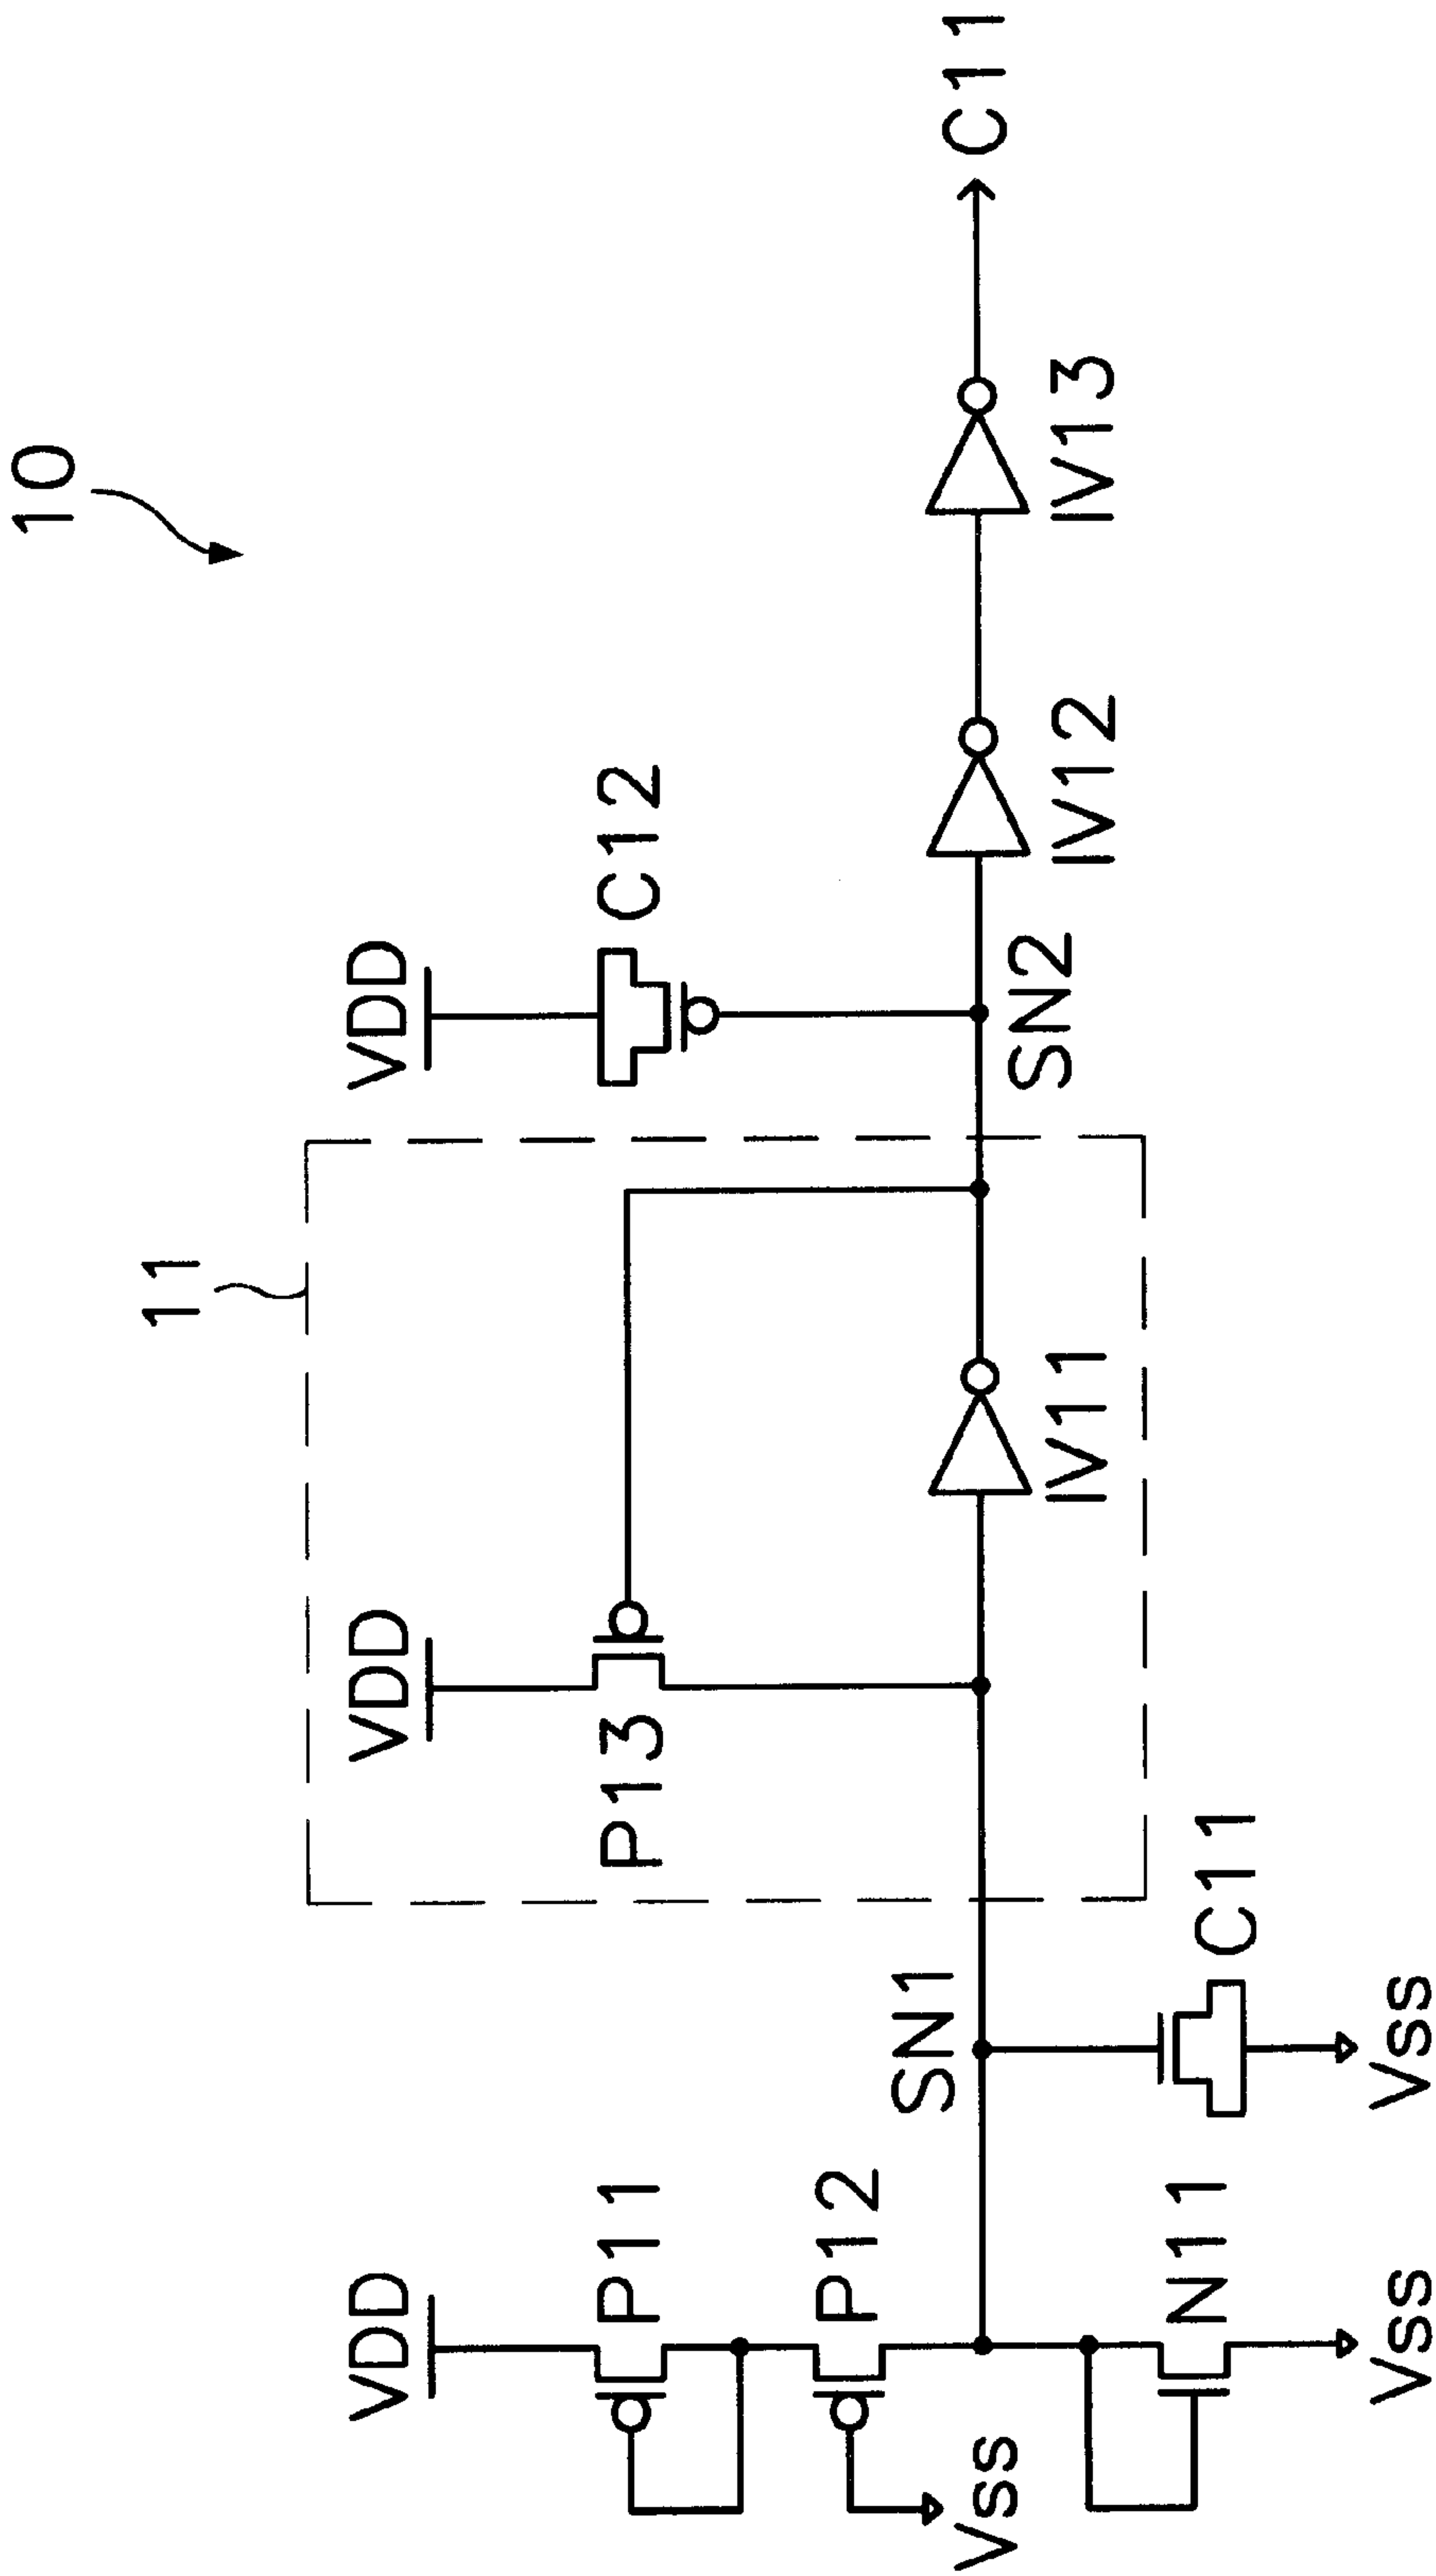 10
11
VDD
VDD
VDD
P11
P13
C12
P12
Vss
SN1
C11
IV11
SN2
IV12
IV13
N11
C11
Vss
Vss